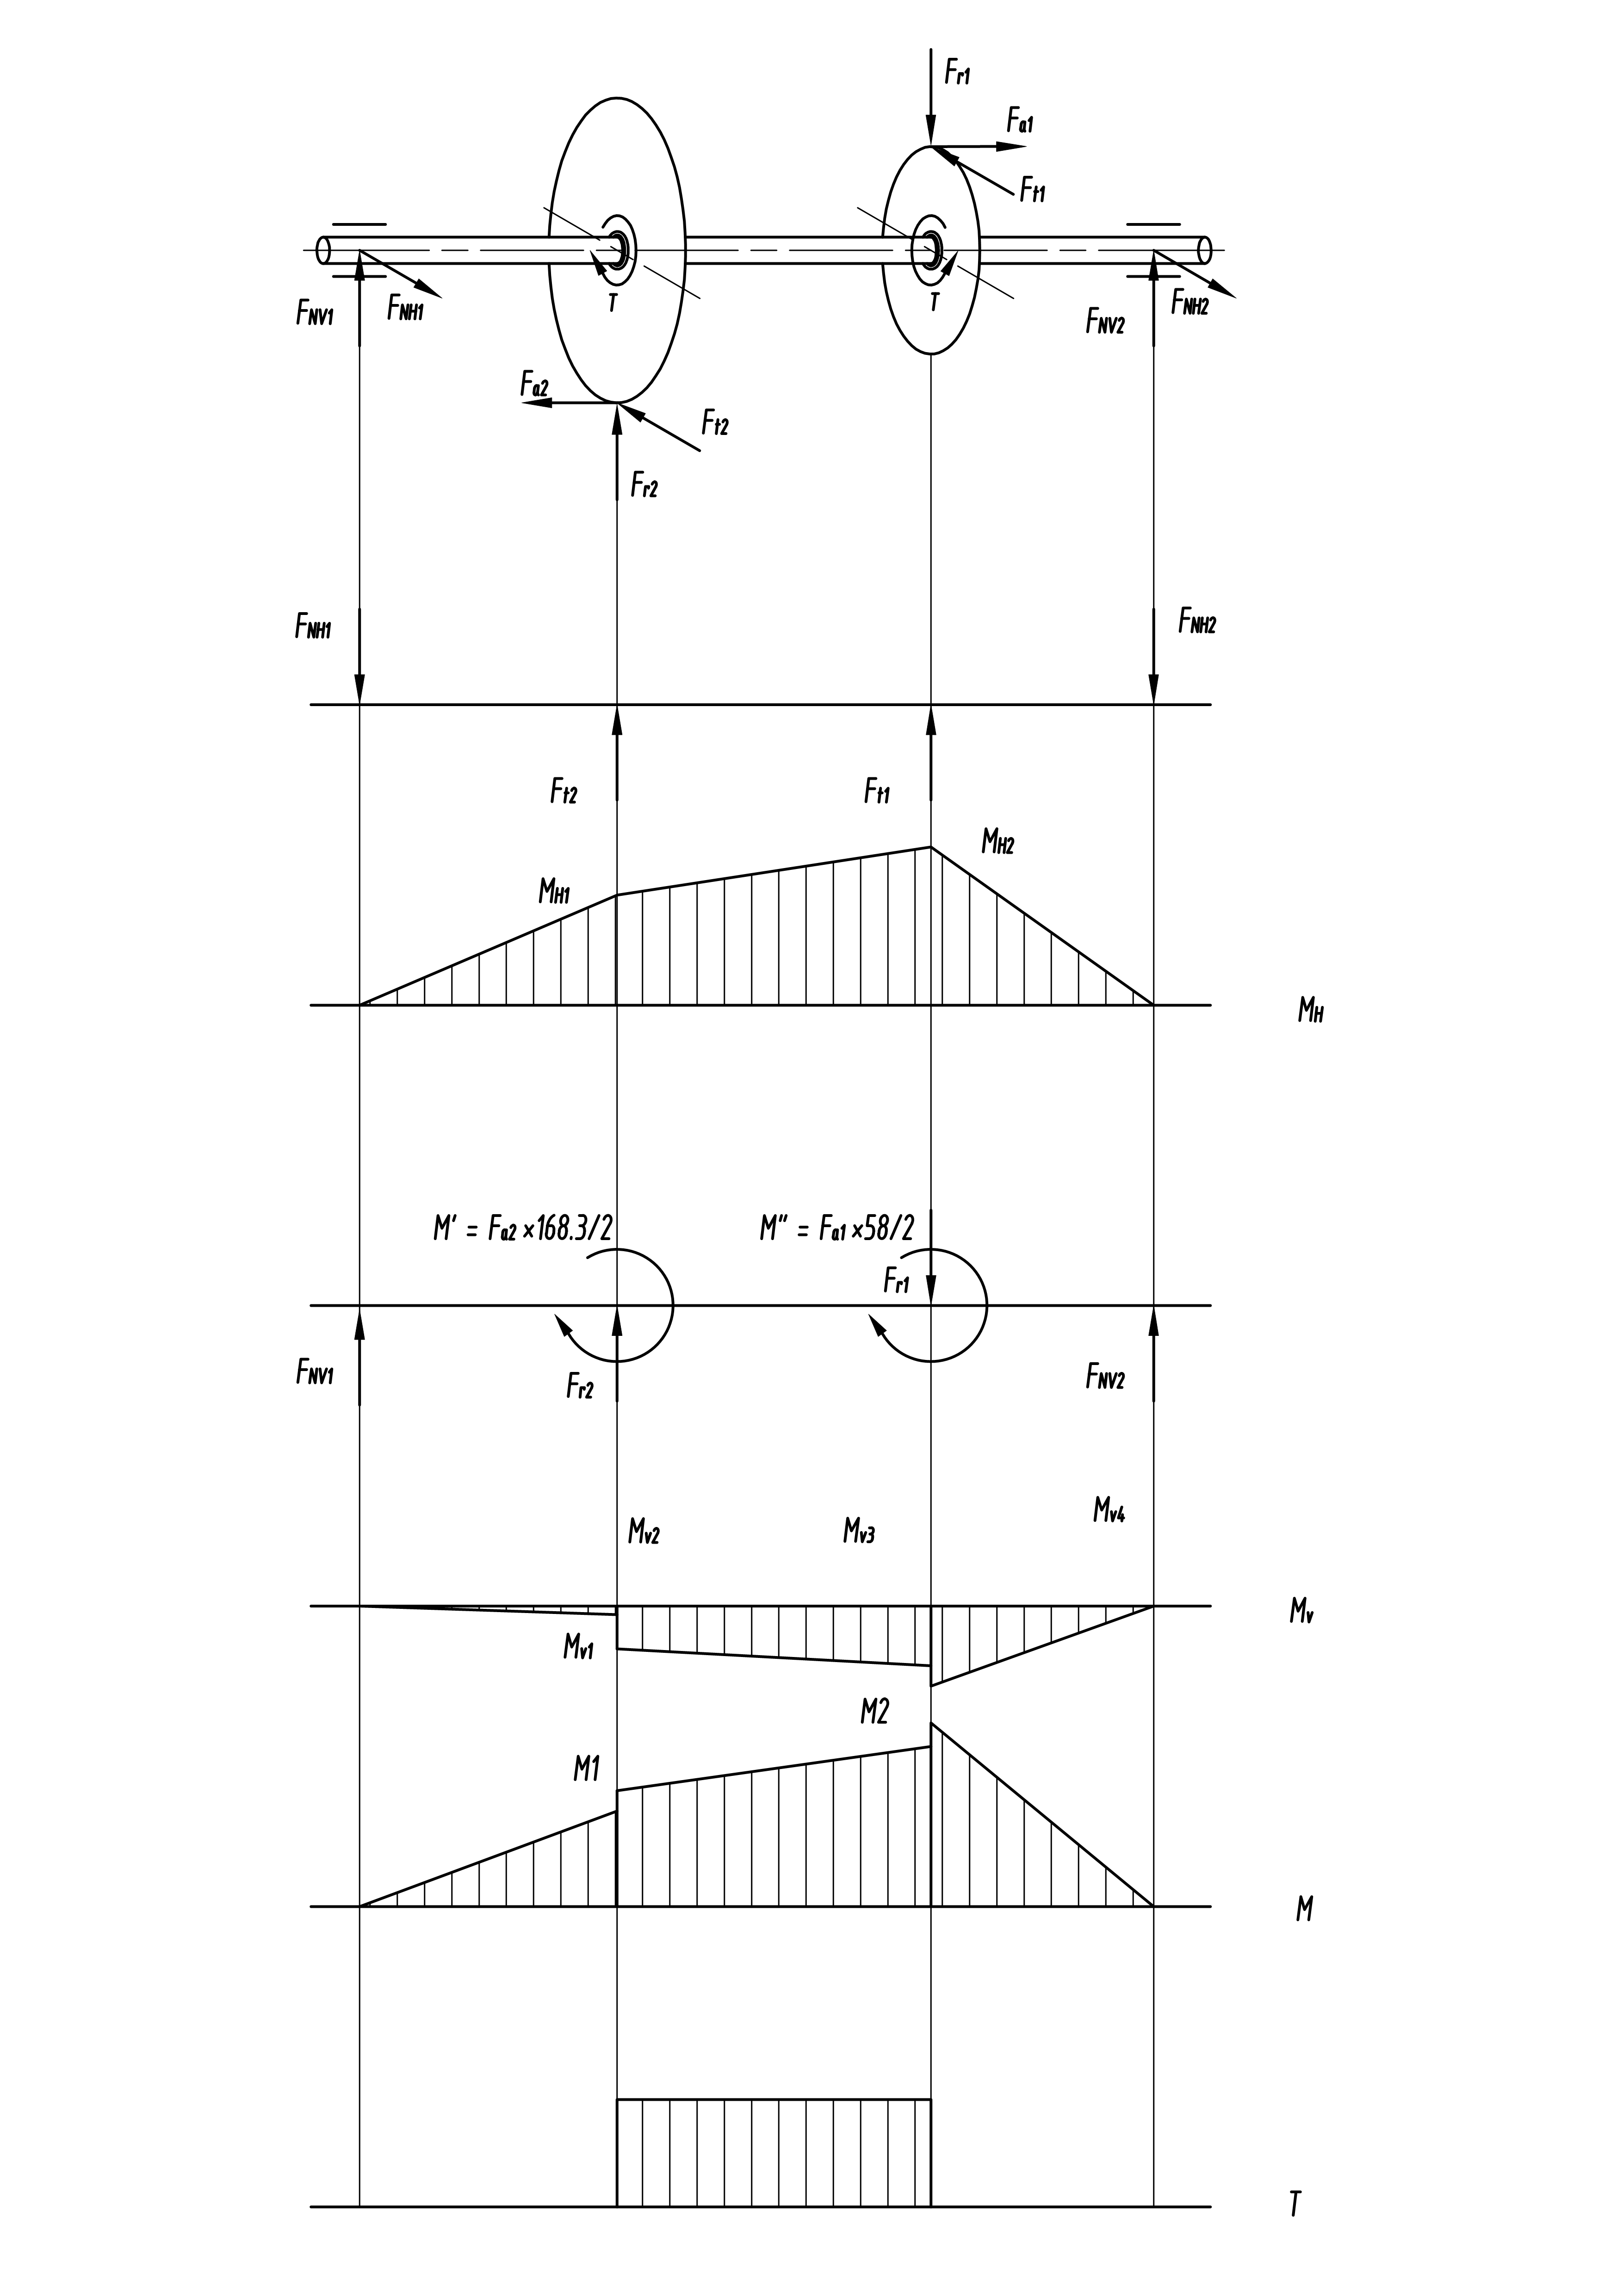 Fr1
Fa1
Ft1
T
T
FNV1
FNH1
FNV2
FNH2
Fa2
Ft2
Fr2
FNH1
FNH2
Ft2
Ft1
MH1
MH2
MH
M' = Fa2 ×168.3/2
M" = Fa1 ×58/2
Fr1
FNV1
Fr2
FNV2
Mv2
Mv3
Mv4
Mv
Mv1
M2
M1
M
T